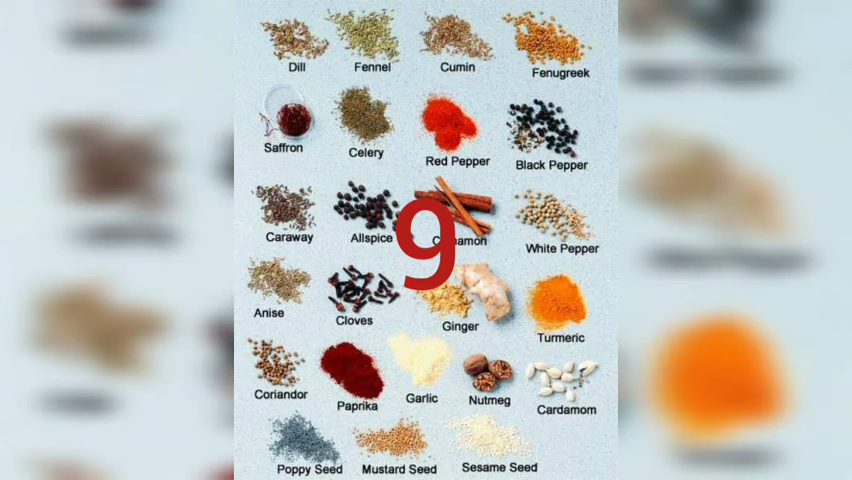 Dill Fennel Cumin Fenugreek
Saffron Celery Red Pepper Black Pepper
Caraway Allspice Cinnamon White Pepper
9
Anise Cloves Ginger Turmeric
Coriandor Paprika Garlic Nutmeg Cardamom
Poppy Seed Mustard Seed Sesame Seed